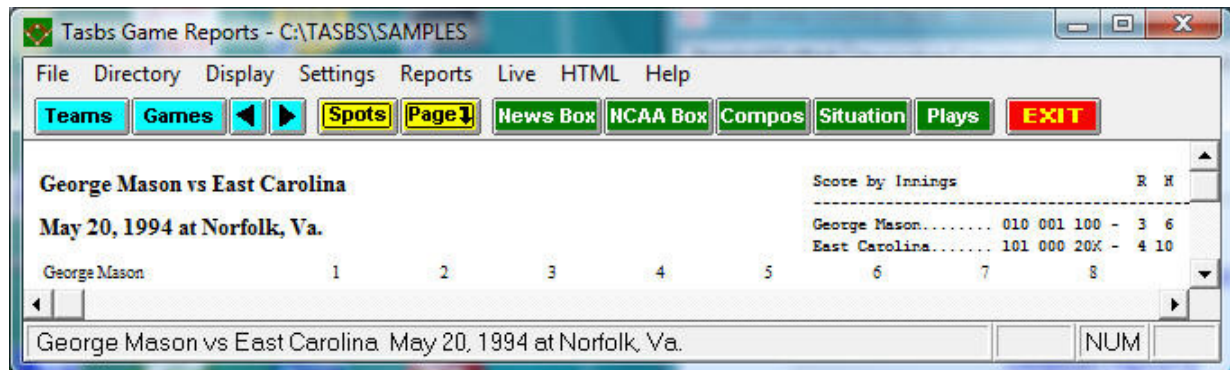 Tasbs Game Reports - C:\TASBS\SAMPLES
File Directory Display Settings Reports Live HTML Help
Teams Games Spots Page News Box NCAA Box Compos Situation Plays EXIT
George Mason vs East Carolina
May 20, 1994 at Norfolk, Va.
Score by Innings R H
-----------------------------------------------
George Mason........ 010 001 100 - 3 6
East Carolina....... 101 000 20X - 4 10
George Mason 1 2 3 4 5 6 7 8
George Mason vs East Carolina May 20, 1994 at Norfolk, Va. NUM